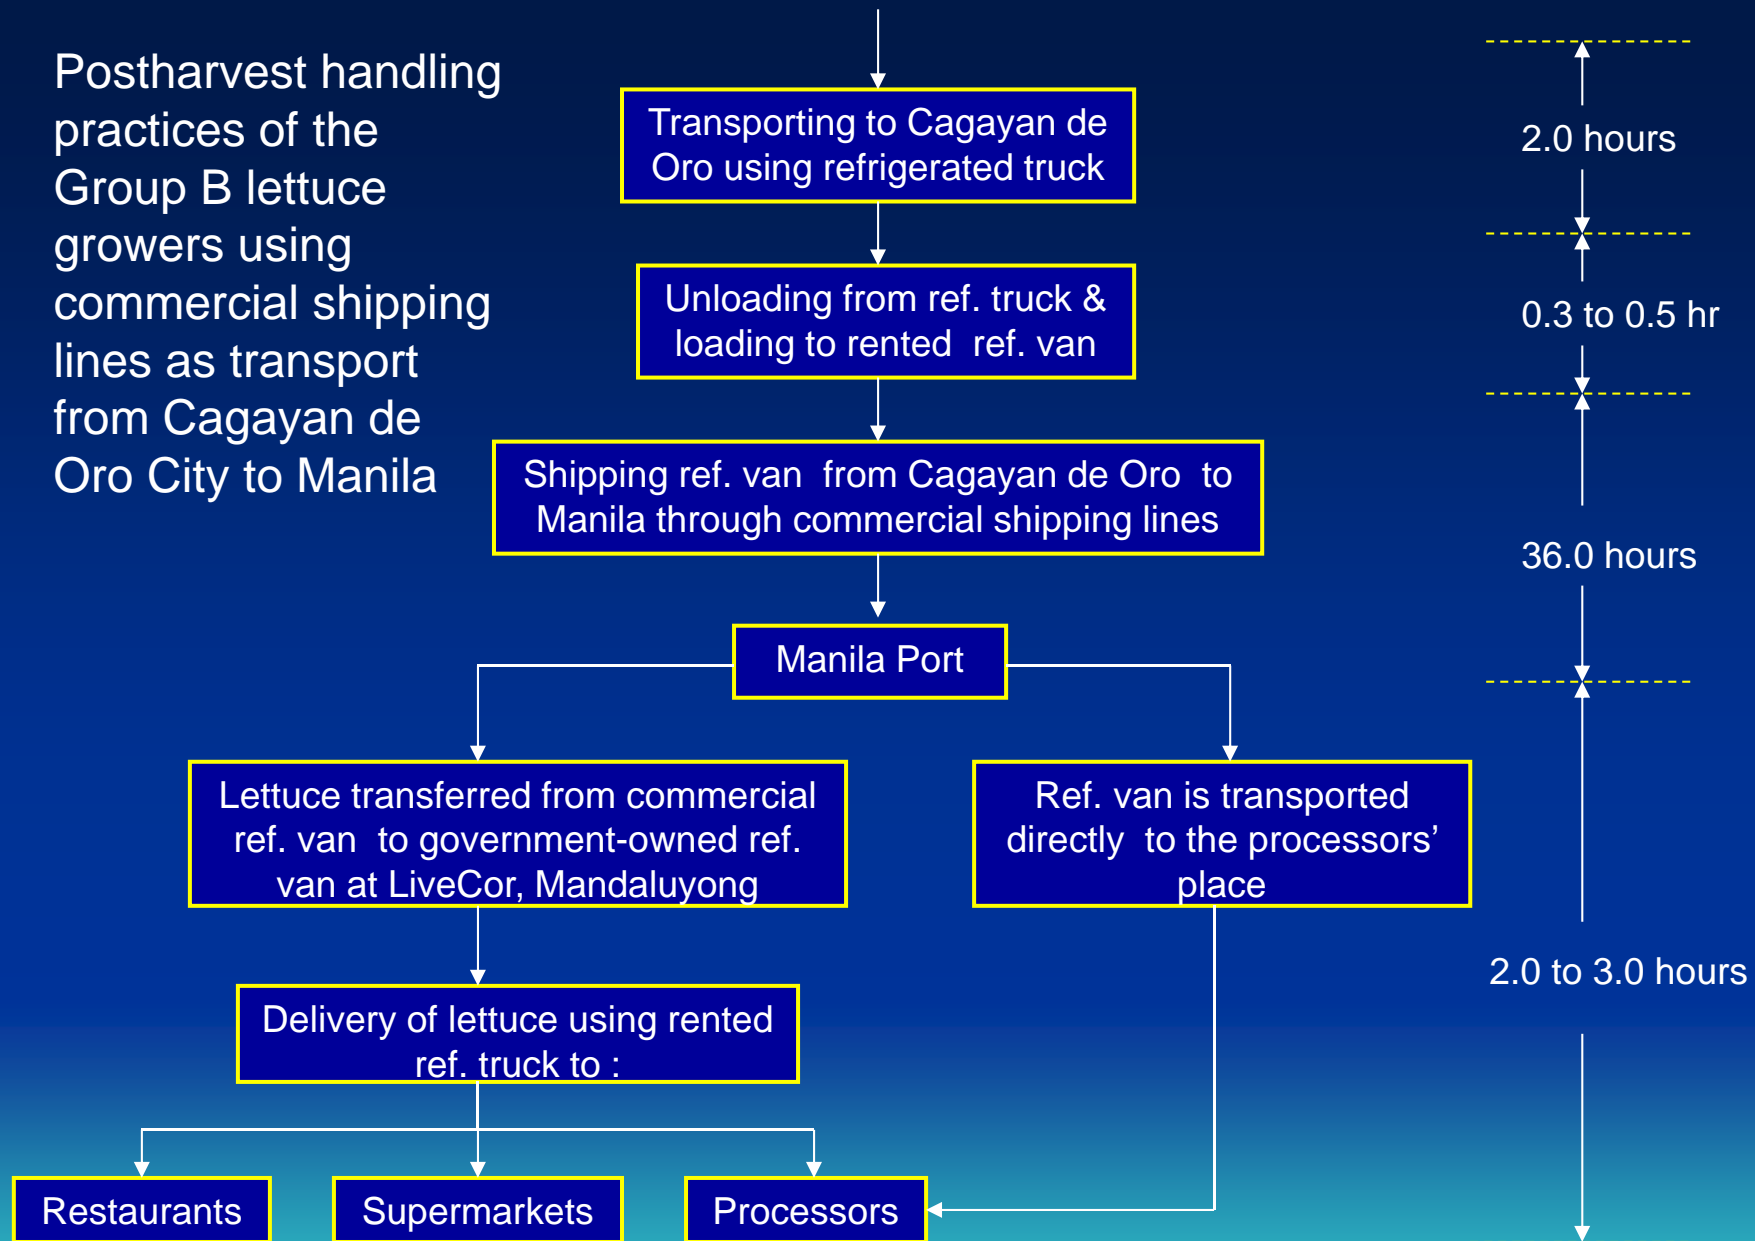 Postharvest handling
practices of the
Group B lettuce
growers using
commercial shipping
lines as transport
from Cagayan de
Oro City to Manila
Transporting to Cagayan de
Oro using refrigerated truck
2.0 hours
Unloading from ref. truck &
loading to rented ref. van
0.3 to 0.5 hr
Shipping ref. van from Cagayan de Oro to
Manila through commercial shipping lines
36.0 hours
Manila Port
Lettuce transferred from commercial
ref. van to government-owned ref.
van at LiveCor, Mandaluyong
Ref. van is transported
directly to the processors’
place
2.0 to 3.0 hours
Delivery of lettuce using rented
ref. truck to :
Restaurants
Supermarkets
Processors